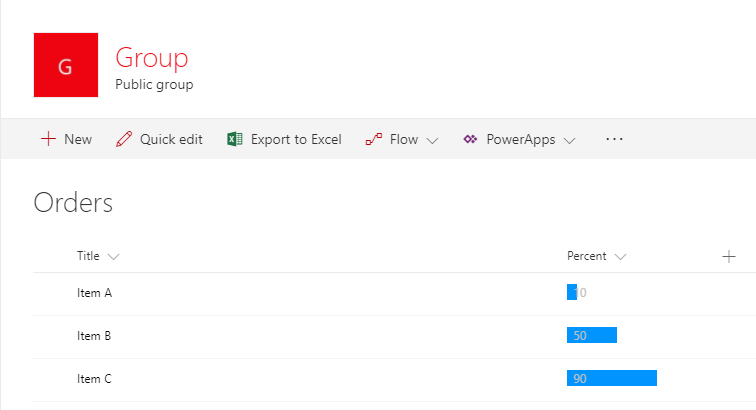 G
Group
Public group
New Quick edit Export to Excel Flow PowerApps ...
Orders
Title Percent
Item A 10
Item B 50
Item C 90